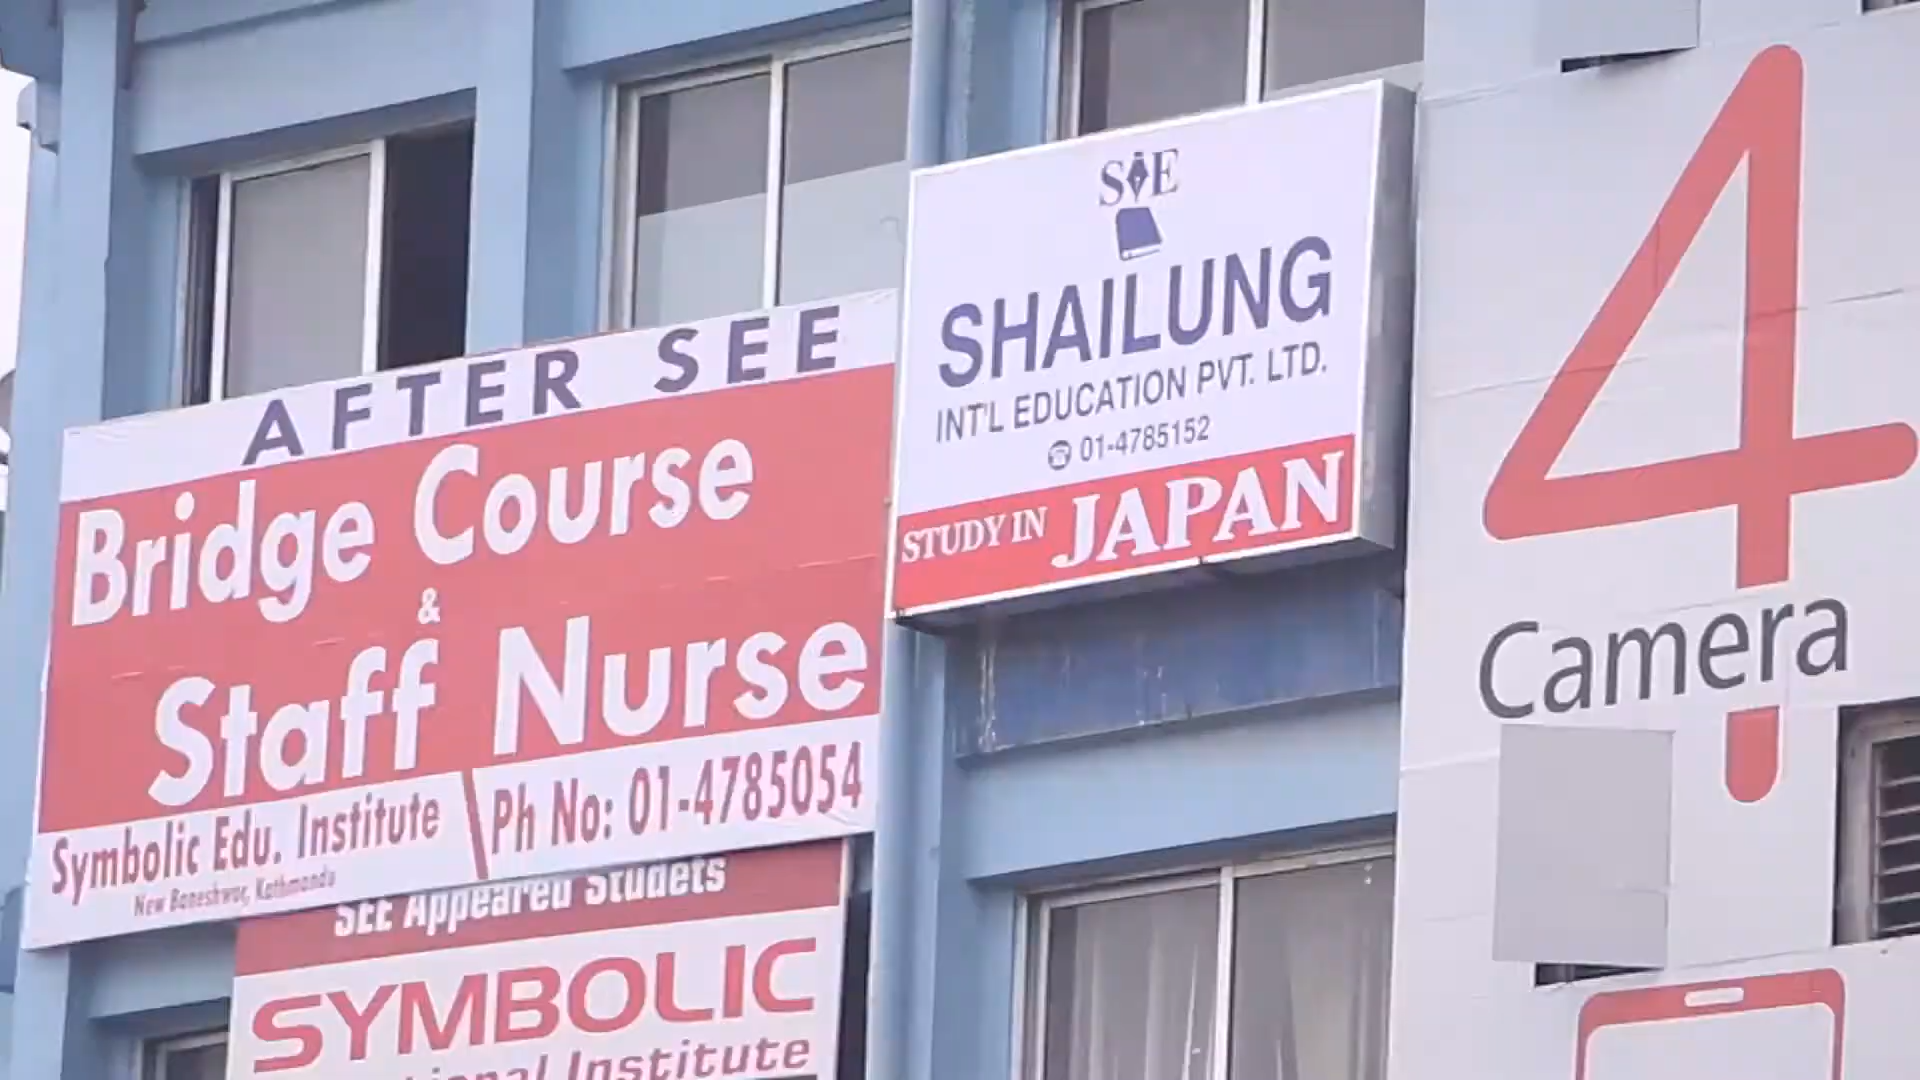 AFTER SEE
Bridge Course
&
Staff Nurse
Symbolic Edu. Institute
Ph No: 01-4785054
New Baneshwor, Kathmandu
SEE Appeared Studets
SYMBOLIC
Institute
S E
SHAILUNG
INT'L EDUCATION PVT. LTD.
01-4785152
STUDY IN JAPAN
4
Camera